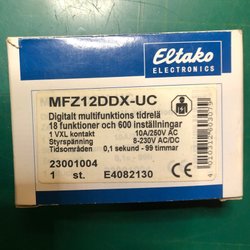 Eltako
ELECTRONICS
MFZ12DDX-UC
Digitalt multifunktions tidrelä
18 funktioner och 600 inställningar
1 VXL kontakt 10A/250V AC
Styrspänning 8-230V AC/DC
Tidsområden 0,1 sekund - 99 timmar
23001004
1 st. E4082130